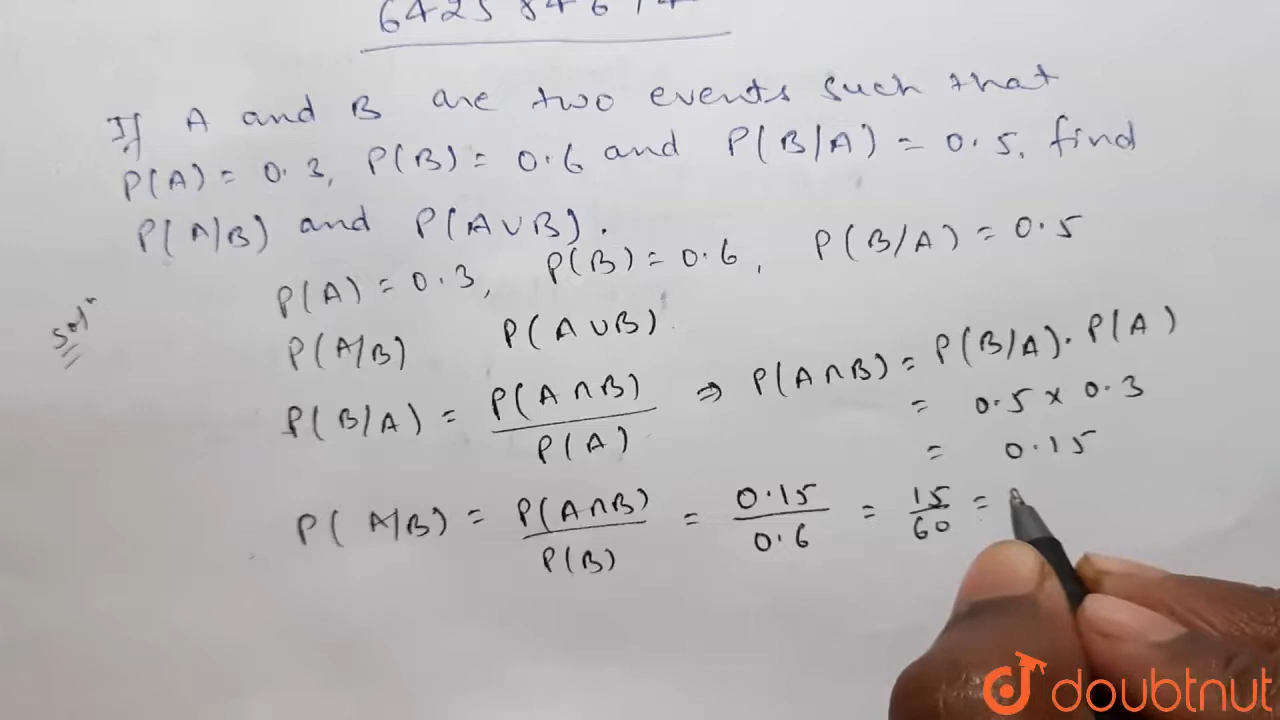 If A and B are two events such that
P(A) = 0.3, P(B) = 0.6 and P(B/A) = 0.5, find
P(A/B) and P(A∪B).
Solⁿ
P(A) = 0.3, P(B) = 0.6, P(B/A) = 0.5
P(A/B) P(A∪B).
P(B/A) = P(A∩B) / P(A) ⇒ P(A∩B) = P(B/A). P(A)
= 0.5 × 0.3
= 0.15
P(A/B) = P(A∩B) / P(B) = 0.15 / 0.6 = 15 / 60 =
doubtnut